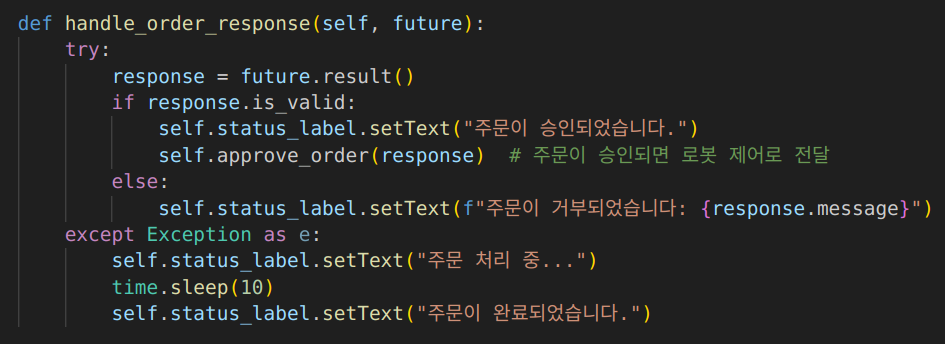 def handle_order_response(self, future):
    try:
        response = future.result()
        if response.is_valid:
            self.status_label.setText("주문이 승인되었습니다.")
            self.approve_order(response)  # 주문이 승인되면 로봇 제어로 전달
        else:
            self.status_label.setText(f"주문이 거부되었습니다: {response.message}")
    except Exception as e:
        self.status_label.setText("주문 처리 중...")
        time.sleep(10)
        self.status_label.setText("주문이 완료되었습니다.")